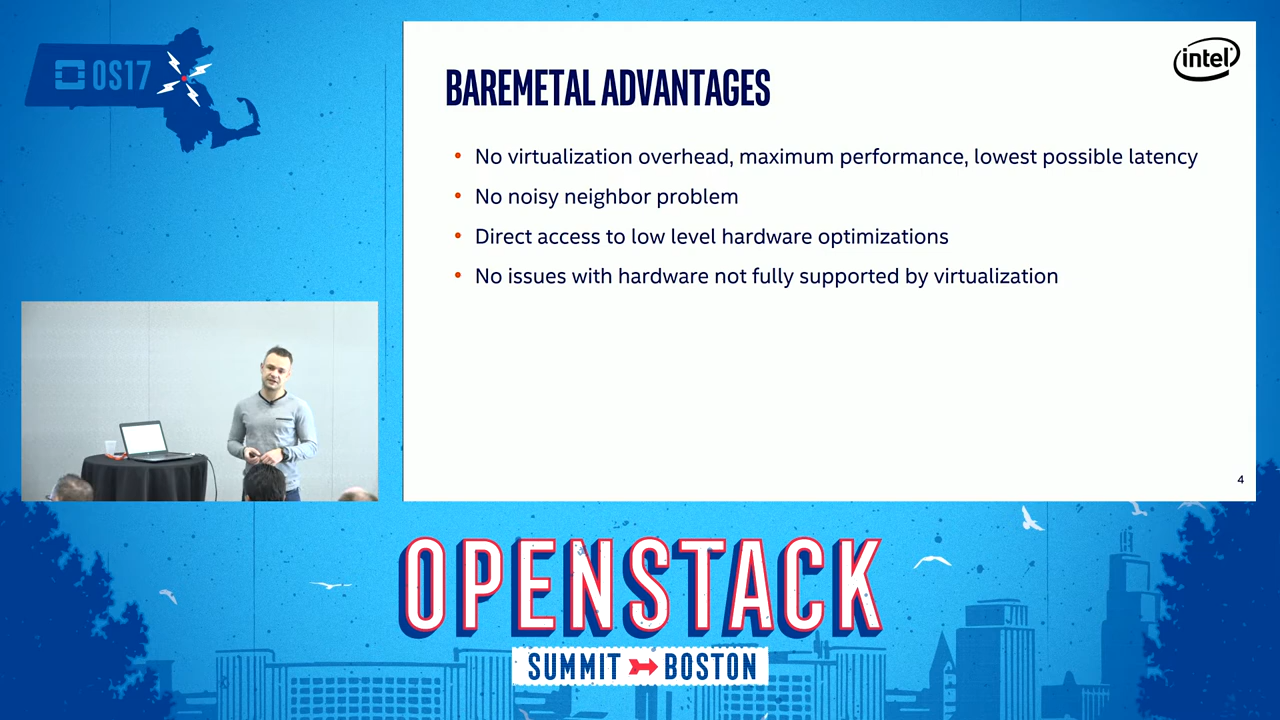 OS17
intel
BAREMETAL ADVANTAGES
• No virtualization overhead, maximum performance, lowest possible latency
• No noisy neighbor problem
• Direct access to low level hardware optimizations
• No issues with hardware not fully supported by virtualization
4
OPENSTACK
SUMMIT BOSTON